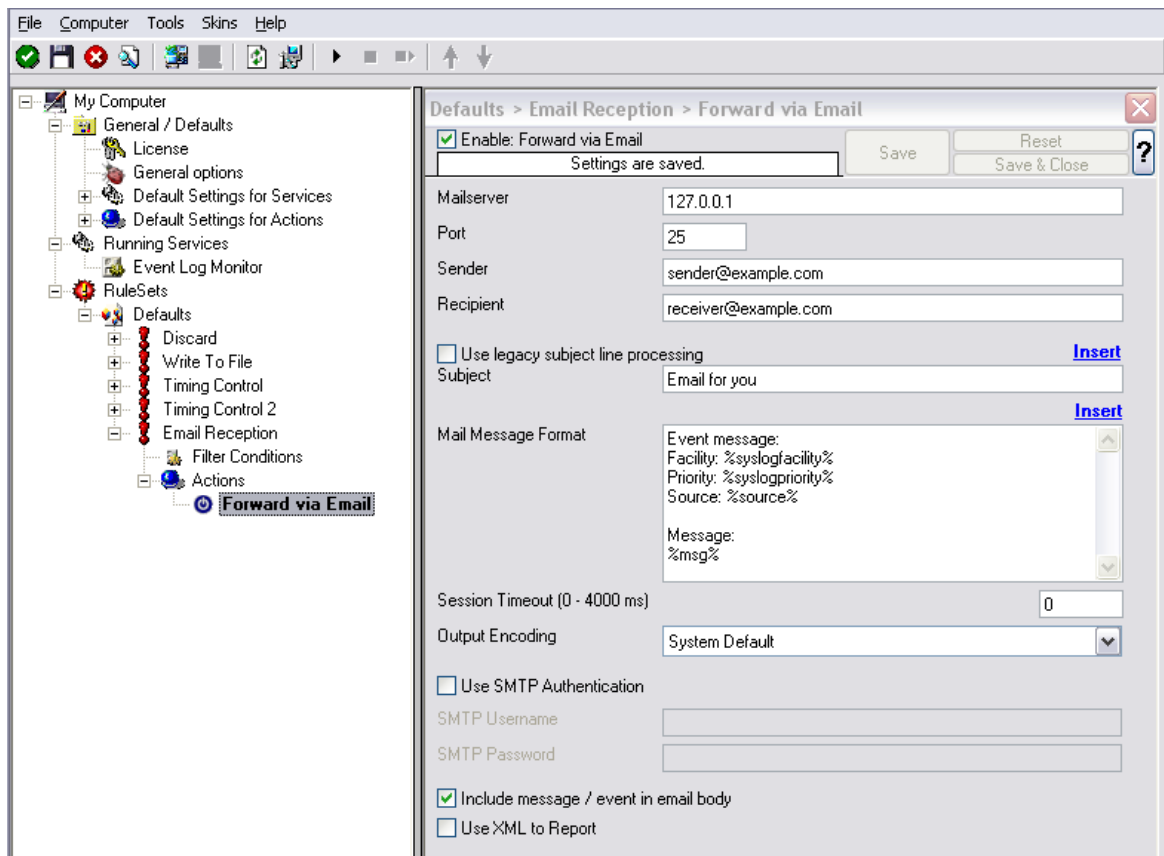 File Computer Tools Skins Help
My Computer
General / Defaults
License
General options
Default Settings for Services
Default Settings for Actions
Running Services
Event Log Monitor
RuleSets
Defaults
Discard
Write To File
Timing Control
Timing Control 2
Email Reception
Filter Conditions
Actions
Forward via Email
Defaults > Email Reception > Forward via Email
Enable: Forward via Email
Settings are saved.
Save
Reset
Save & Close
?
Mailserver 127.0.0.1
Port 25
Sender sender@example.com
Recipient receiver@example.com
Use legacy subject line processing Insert
Subject Email for you
Insert
Mail Message Format
Event message:
Facility: %syslogfacility%
Priority: %syslogpriority%
Source: %source%
Message:
%msg%
Session Timeout (0 - 4000 ms) 0
Output Encoding System Default
Use SMTP Authentication
SMTP Username
SMTP Password
Include message / event in email body
Use XML to Report